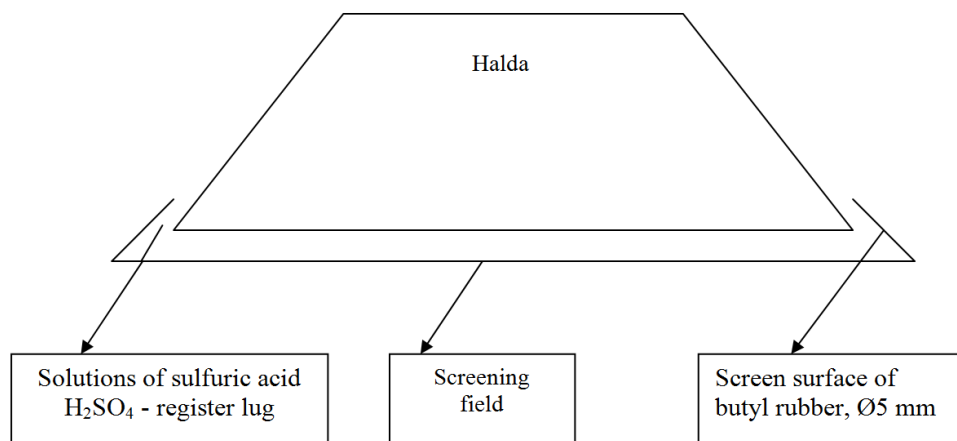 Halda
Solutions of sulfuric acid
H₂SO₄ - register lug
Screening
field
Screen surface of
butyl rubber, Ø5 mm